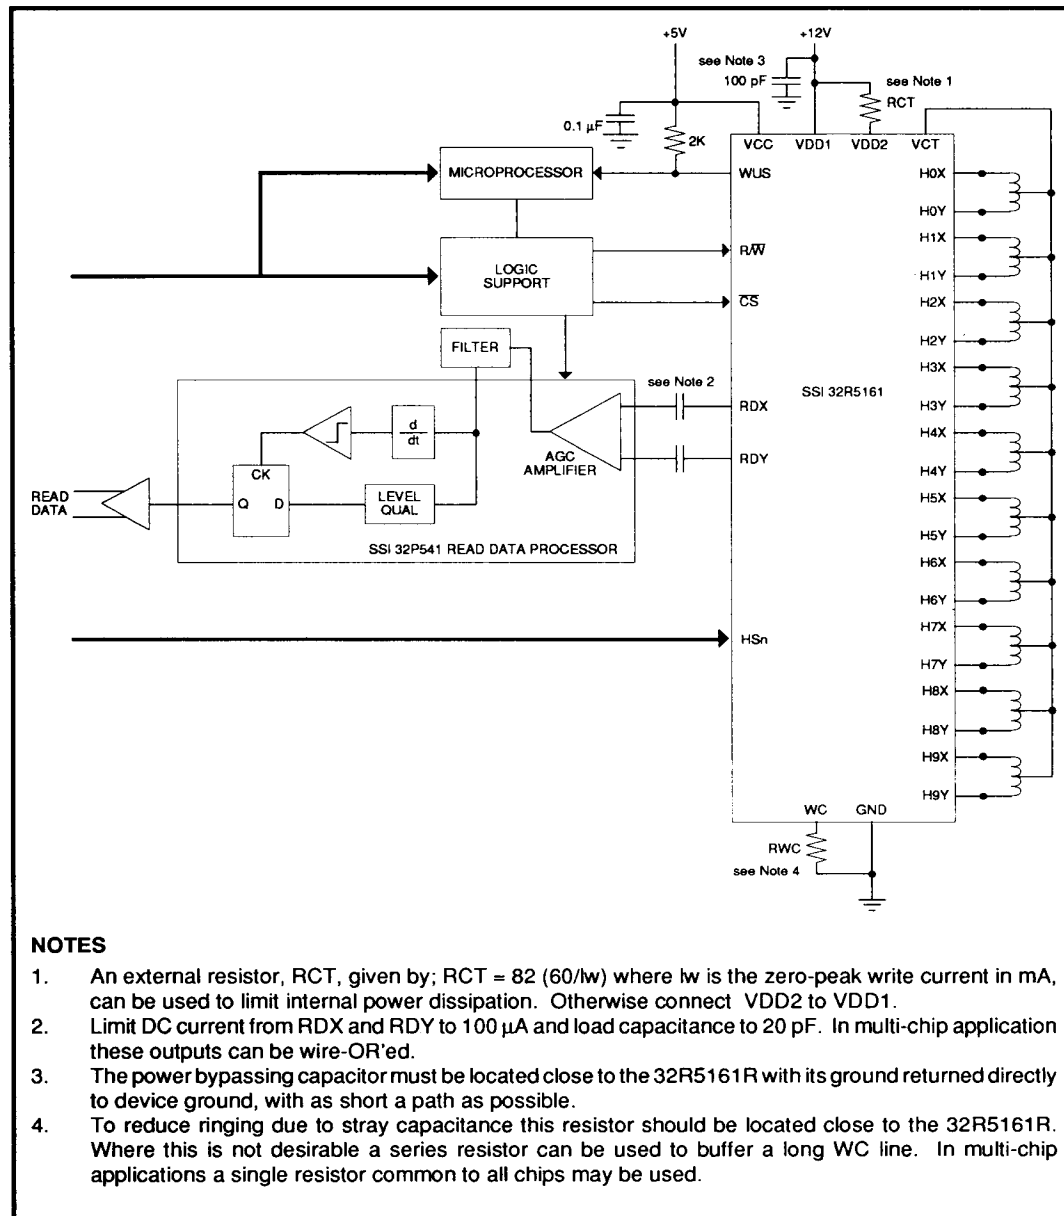 +5V
+12V
see Note 3
100 pF
see Note 1
RCT
0.1 µF
2K
VCC
VDD1
VDD2
VCT
MICROPROCESSOR
WUS
LOGIC
SUPPORT
R/W̅
C̅S̅
FILTER
see Note 2
SSI 32R5161
RDX
RDY
AGC
AMPLIFIER
d
dt
CK
Q
D
LEVEL
QUAL
READ
DATA
SSI 32P541 READ DATA PROCESSOR
HSn
H0X
H0Y
H1X
H1Y
H2X
H2Y
H3X
H3Y
H4X
H4Y
H5X
H5Y
H6X
H6Y
H7X
H7Y
H8X
H8Y
H9X
H9Y
WC
GND
RWC
see Note 4
NOTES
1. An external resistor, RCT, given by; RCT = 82 (60/Iw) where Iw is the zero-peak write current in mA,
can be used to limit internal power dissipation. Otherwise connect VDD2 to VDD1.
2. Limit DC current from RDX and RDY to 100 µA and load capacitance to 20 pF. In multi-chip application
these outputs can be wire-OR'ed.
3. The power bypassing capacitor must be located close to the 32R5161R with its ground returned directly
to device ground, with as short a path as possible.
4. To reduce ringing due to stray capacitance this resistor should be located close to the 32R5161R.
Where this is not desirable a series resistor can be used to buffer a long WC line. In multi-chip
applications a single resistor common to all chips may be used.